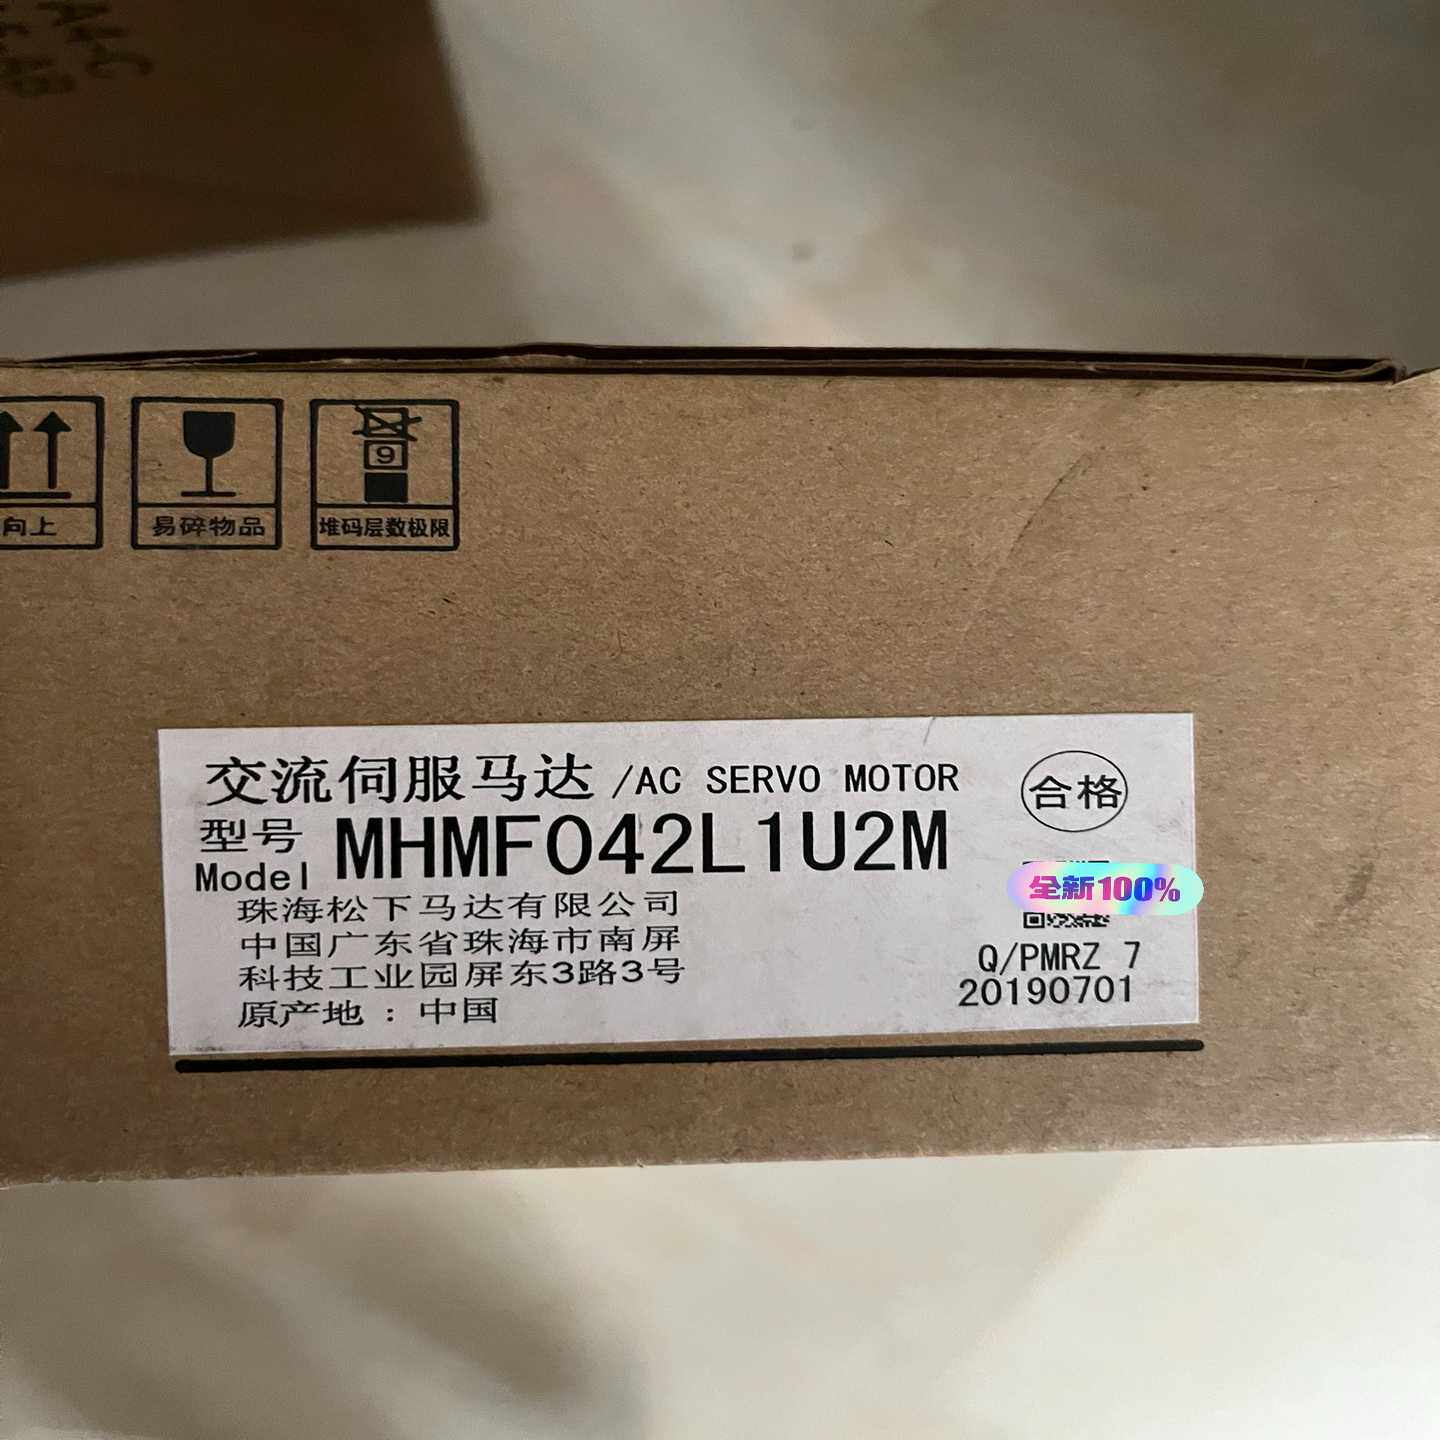 向上
易碎物品
9
堆码层数极限
交流伺服马达 /AC SERVO MOTOR
合格
型号
Model MHMF042L1U2M
全新100%
珠海松下马达有限公司
中国广东省珠海市南屏
科技工业园屏东3路3号
原产地：中国
Q/PMRZ 7
20190701